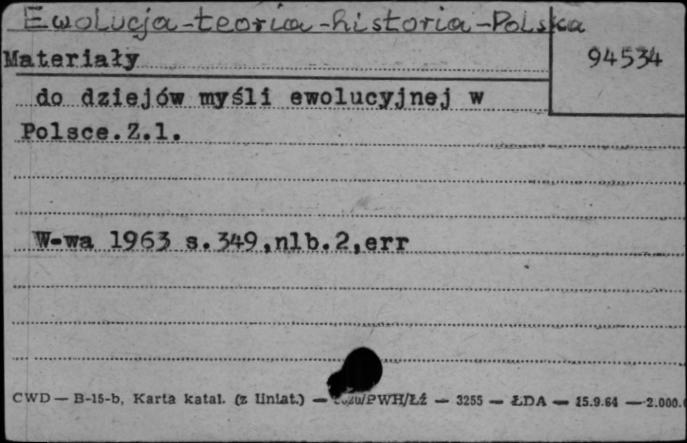 Ewolucja-teoria-historia-Polska
Materiały
94534
do dziejów myśli ewolucyjnej w
Polsce.Z.1.
W-wa 1963 s.349,nlb.2,err
CWD — B-15-b, Karta katal. (z liniat.) — /PWH/Łź — 3255 — ŁDA — 15.9.64 — 2.000.